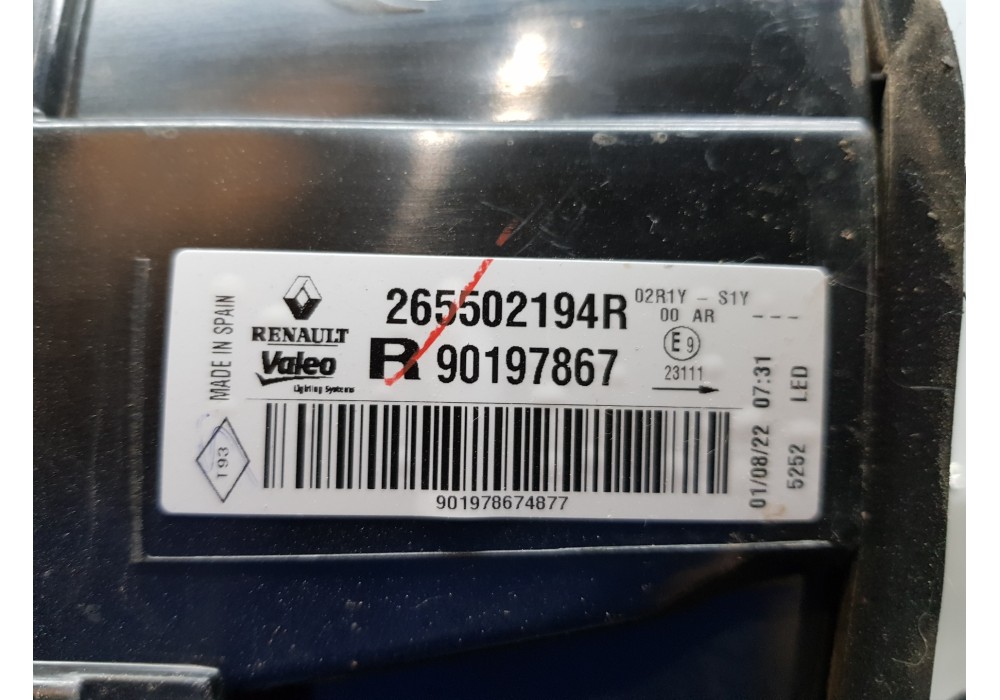 MADE IN SPAIN
RENAULT
Valeo
Lighting Systems
265502194R
R 90197867
02R1Y - S1Y
00 AR ---
E9
23111
T93
901978674877
01/08/22 07:31
5252 LED